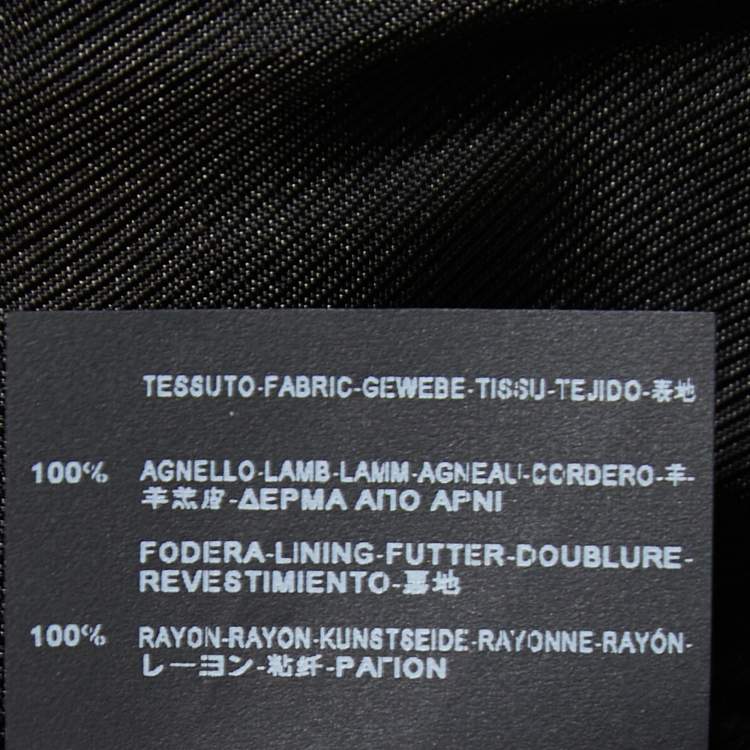 TESSUTO-FABRIC-GEWEBE-TISSU-TEJIDO-表地
100% AGNELLO-LAMB-LAMM-AGNEAU-CORDERO-羊-
羊羔皮-ΔΕΡΜΑ ΑΠΟ ΑΡΝΙ
FODERA-LINING-FUTTER-DOUBLURE-
REVESTIMIENTO-裏地
100% RAYON-RAYON-KUNSTSEIDE-RAYONNE-RAYÓN-
レーヨン-粘纤-ΡΑΓΙΟΝ